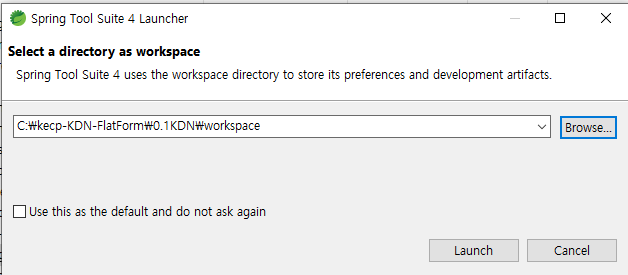 Spring Tool Suite 4 Launcher
Select a directory as workspace
Spring Tool Suite 4 uses the workspace directory to store its preferences and development artifacts.
C:₩kecp-KDN-FlatForm₩0.1KDN₩workspace
Browse...
Use this as the default and do not ask again
Launch
Cancel